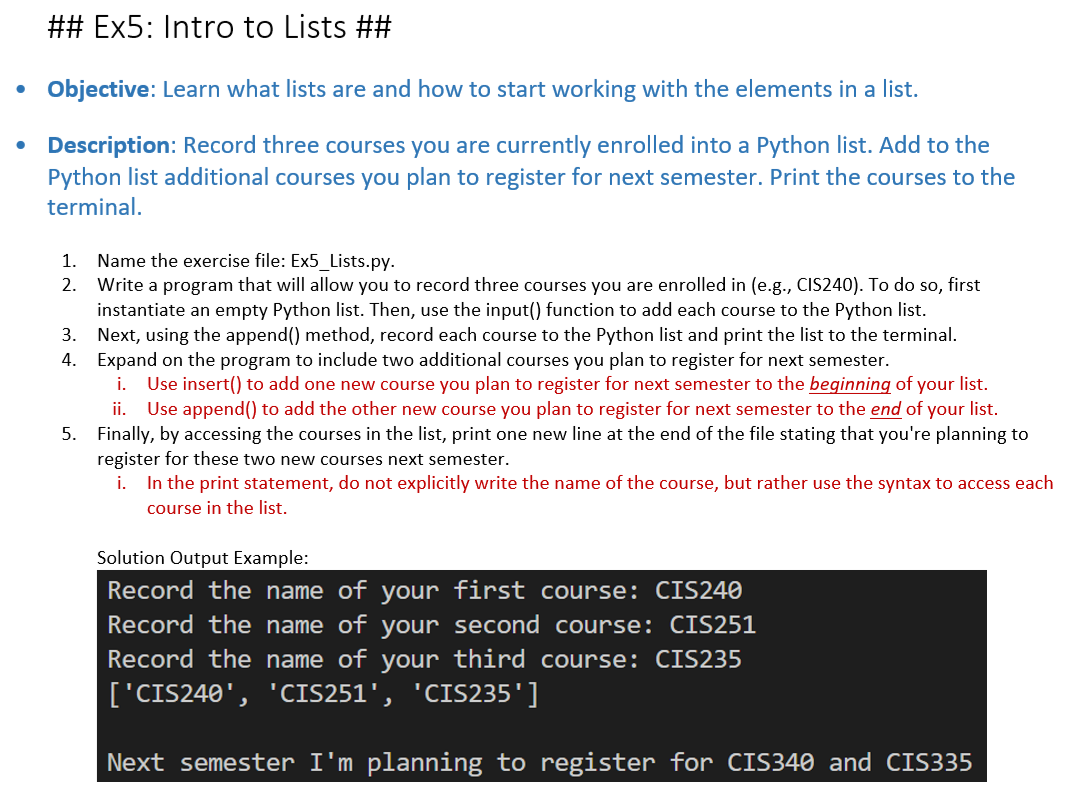 ## Ex5: Intro to Lists ##
• Objective: Learn what lists are and how to start working with the elements in a list.
• Description: Record three courses you are currently enrolled into a Python list. Add to the
Python list additional courses you plan to register for next semester. Print the courses to the
terminal.
1. Name the exercise file: Ex5_Lists.py.
2. Write a program that will allow you to record three courses you are enrolled in (e.g., CIS240). To do so, first
instantiate an empty Python list. Then, use the input() function to add each course to the Python list.
3. Next, using the append() method, record each course to the Python list and print the list to the terminal.
4. Expand on the program to include two additional courses you plan to register for next semester.
i. Use insert() to add one new course you plan to register for next semester to the beginning of your list.
ii. Use append() to add the other new course you plan to register for next semester to the end of your list.
5. Finally, by accessing the courses in the list, print one new line at the end of the file stating that you're planning to
register for these two new courses next semester.
i. In the print statement, do not explicitly write the name of the course, but rather use the syntax to access each
course in the list.
Solution Output Example:
Record the name of your first course: CIS240
Record the name of your second course: CIS251
Record the name of your third course: CIS235
['CIS240', 'CIS251', 'CIS235']
Next semester I'm planning to register for CIS340 and CIS335